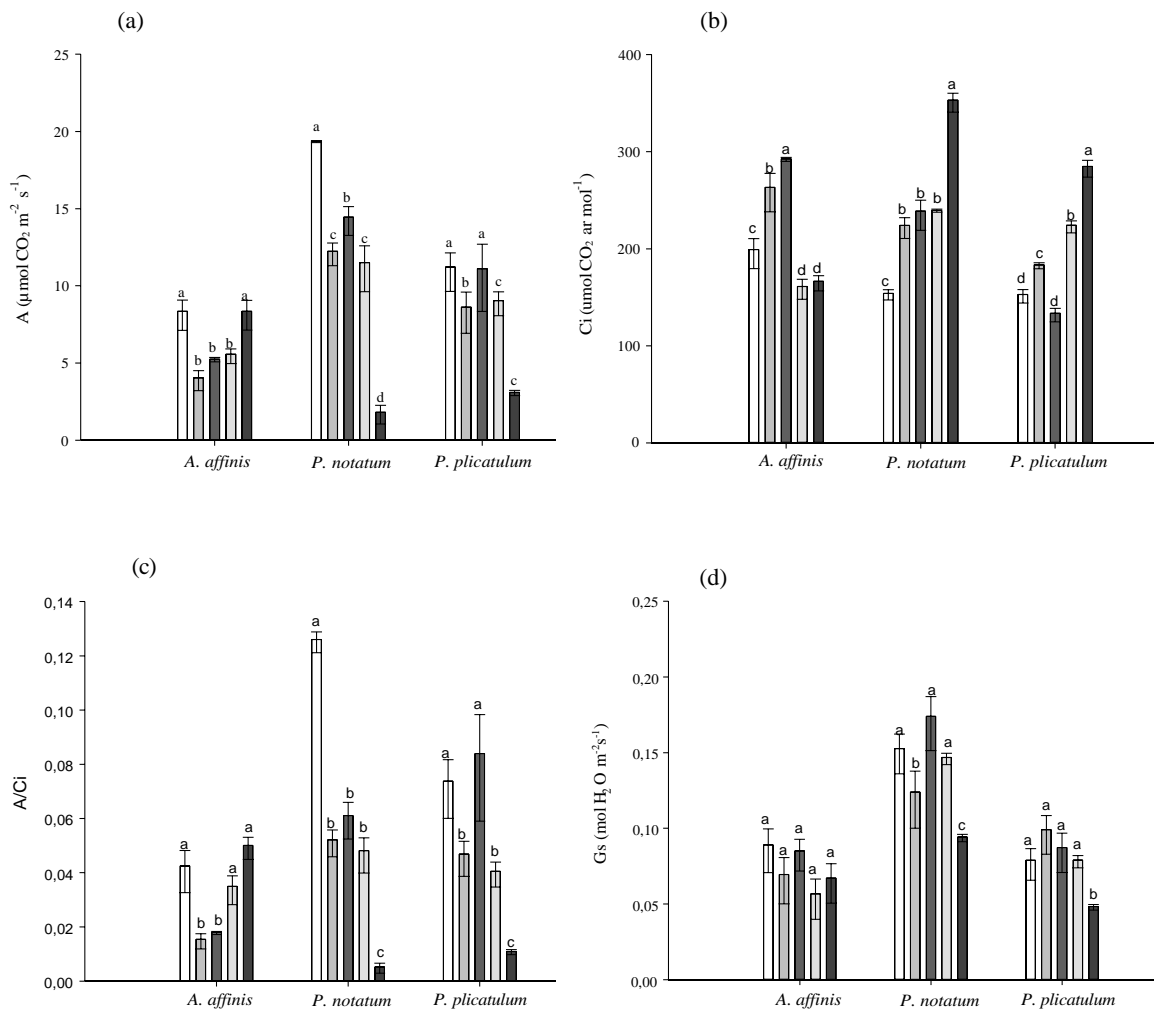 (a)
25
20
15
10
5
0
A (µmol CO2 m-2 s-1)
a b b b a
a c b c d
a b a c c
A. affinis P. notatum P. plicatulum
(b)
400
300
200
100
0
Ci (umol CO2 ar mol-1)
c b a d d
c b b b a
d c d b a
A. affinis P. notatum P. plicatulum
(c)
0,14
0,12
0,10
0,08
0,06
0,04
0,02
0,00
A/Ci
a b b a a
a b b b c
a b a b c
A. affinis P. notatum P. plicatulum
(d)
0,25
0,20
0,15
0,10
0,05
0,00
Gs (mol H2O m-2s-1)
a a a a a
a b a a c
a a a a b
A. affinis P. notatum P. plicatulum